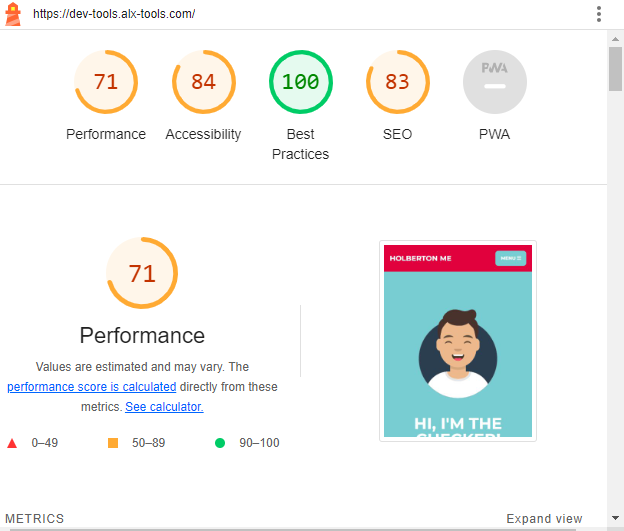 https://dev-tools.alx-tools.com/
71
84
100
83
PWA
Performance
Accessibility
Best
Practices
SEO
PWA
71
Performance
Values are estimated and may vary. The
performance score is calculated directly from these
metrics. See calculator.
0–49
50–89
90–100
HOLBERTON ME
MENU
HI, I'M THE
CHECKER!
METRICS
Expand view